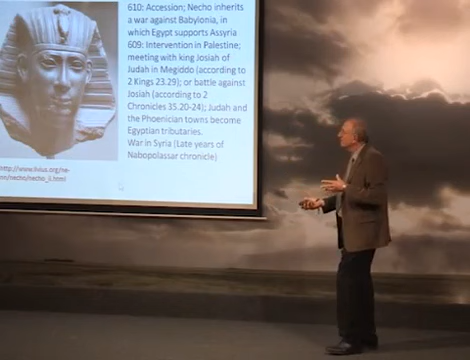 610: Accession; Necho inherits
a war against Babylonia, in
which Egypt supports Assyria
609: Intervention in Palestine;
meeting with king Josiah of
Judah in Megiddo (according to
2 Kings 23.29); or battle against
Josiah (according to 2
Chronicles 35.20-24); Judah and
the Phoenician towns become
Egyptian tributaries.
War in Syria (Late years of
Nabopolassar chronicle)
http://www.livius.org/ne-
nn/necho/necho_ii.html